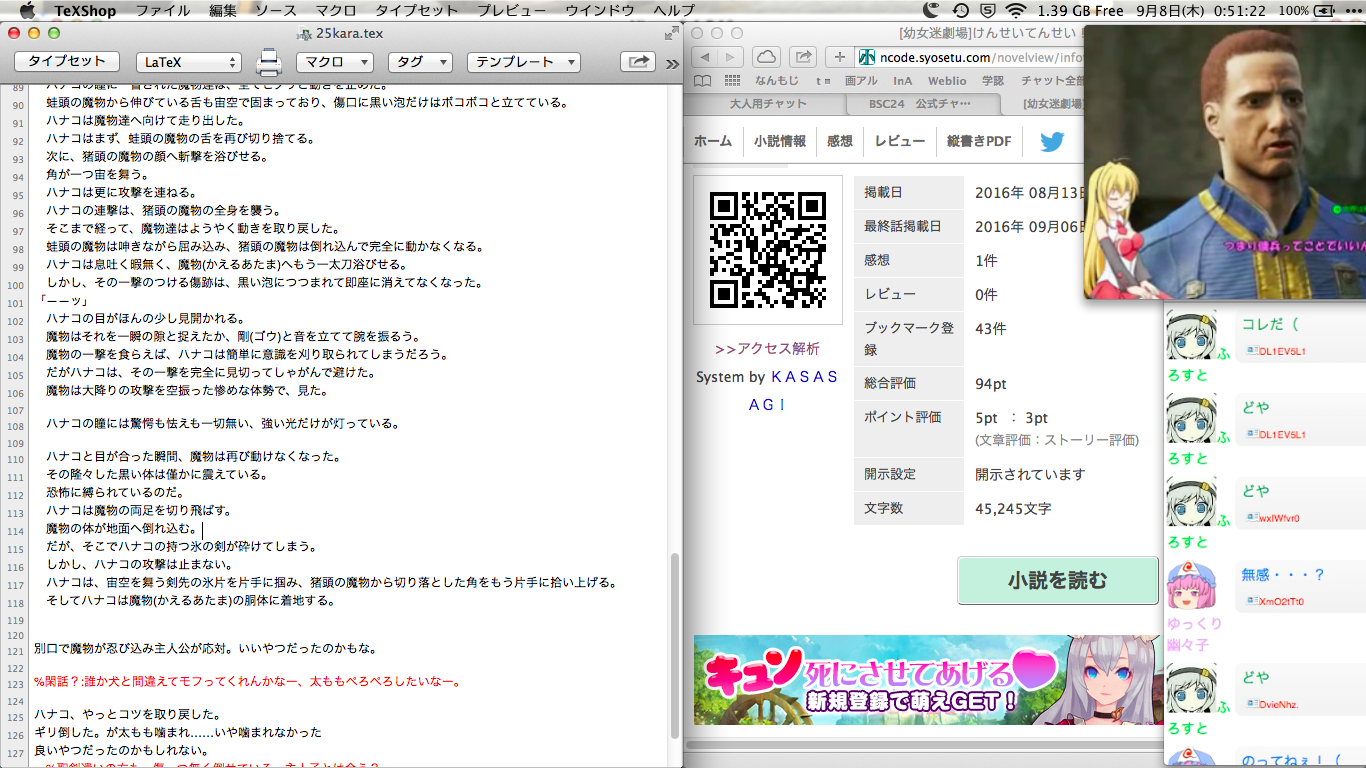 TeXShop ファイル 編集 ソース マクロ タイプセット プレビュー ウインドウ ヘルプ
1.39 GB Free 9月8日(木) 0:51:22 100%
25kara.tex
タイプセット LaTeX マクロ タグ テンプレート
90 蛙頭の魔物から伸びている舌も宙空で固まっており、傷口に黒い泡だけはボコボコと立てている。
91 ハナコは魔物達へ向けて走り出した。
92 ハナコはまず、蛙頭の魔物の舌を再び切り捨てる。
93 次に、猪頭の魔物の顔へ斬撃を浴びせる。
94 角が一つ宙を舞う。
95 ハナコは更に攻撃を連ねる。
96 ハナコの連撃は、猪頭の魔物の全身を襲う。
97 そこまで経って、魔物達はようやく動きを取り戻した。
98 蛙頭の魔物は呻きながら屈み込み、猪頭の魔物は倒れ込んで完全に動かなくなる。
99 ハナコは息吐く暇無く、魔物(かえるあたま)へもう一太刀浴びせる。
100 しかし、その一撃のつける傷跡は、黒い泡につつまれて即座に消えてなくなった。
101 「ーーッ」
102 ハナコの目がほんの少し見開かれる。
103 魔物はそれを一瞬の隙と捉えたか、剛(ゴウ)と音を立てて腕を振るう。
104 魔物の一撃を食らえば、ハナコは簡単に意識を刈り取られてしまうだろう。
105 だがハナコは、その一撃を完全に見切ってしゃがんで避けた。
106 魔物は大降りの攻撃を空振った惨めな体勢で、見た。
107
108 ハナコの瞳には驚愕も怯えも一切無い、強い光だけが灯っている。
109
110 ハナコと目が合った瞬間、魔物は再び動けなくなった。
111 その隆々した黒い体は僅かに震えている。
112 恐怖に縛られているのだ。
113 ハナコは魔物の両足を切り飛ばす。
114 魔物の体が地面へ倒れ込む。
115 だが、そこでハナコの持つ氷の剣が砕けてしまう。
116 しかし、ハナコの攻撃は止まない。
117 ハナコは、宙空を舞う剣先の氷片を片手に掴み、猪頭の魔物から切り落とした角をもう片手に拾い上げる。
118 そしてハナコは魔物(かえるあたま)の胴体に着地する。
119
120
121 別口で魔物が忍び込み主人公が応対。いいやつだったのかもな。
122
123 %閑話？:誰か犬と間違えてモフってくれんかなー、太ももぺろぺろしたいなー。
124
125 ハナコ、やっとコツを取り戻した。
126 ギリ倒した。が太もも噛まれ……いや噛まれなかった
127 良いやつだったのかもしれない。
[幼女迷劇場]けんせいてんせい
ncode.syosetu.com/novelview/info
なんもじ t 画アル InA Weblio 学認 チャット全部
大人用チャット BSC24 公式チャ… [幼女迷劇場]
ホーム 小説情報 感想 レビュー 縦書きPDF
>>アクセス解析
System by KASASAGI
掲載日 2016年 08月13日
最終話掲載日 2016年 09月06日
感想 1件
レビュー 0件
ブックマーク登録 43件
総合評価 94pt
ポイント評価 5pt ： 3pt
(文章評価：ストーリー評価)
開示設定 開示されています
文字数 45,245文字
小説を読む
キュン死にさせてあげる
新規登録で萌えGET！
つまり傭兵ってことでいいん
コレだ（
DL1EV5L1
ふろすと
どや
DL1EV5L1
ふろすと
どや
wxIWfvr0
ふろすと
無感・・・？
XmO2tTt0
ゆっくり幽々子
どや
DvieNhz.
ふろすと
のってねぇ！（